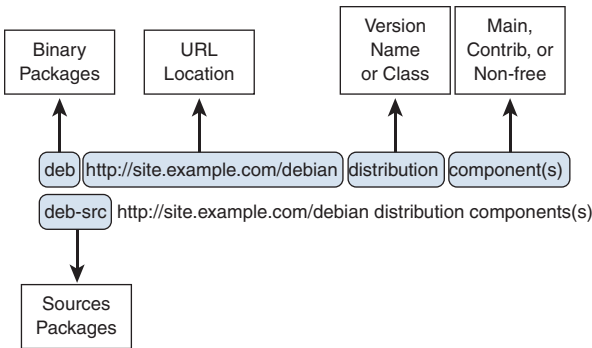 Binary
Packages
URL
Location
Version
Name
or Class
Main,
Contrib, or
Non-free
deb http://site.example.com/debian distribution component(s)
deb-src http://site.example.com/debian distribution components(s)
Sources
Packages